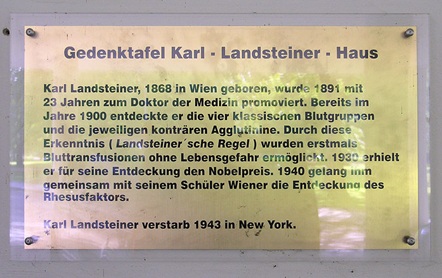 Gedenktafel Karl - Landsteiner - Haus
Karl Landsteiner, 1868 in Wien geboren, wurde 1891 mit
23 Jahren zum Doktor der Medizin promoviert. Bereits im
Jahre 1900 entdeckte er die vier klassischen Blutgruppen
und die jeweiligen konträren Agglutinine. Durch diese
Erkenntnis ( Landsteiner´sche Regel ) wurden erstmals
Bluttransfusionen ohne Lebensgefahr ermöglicht. 1930 erhielt
er für seine Entdeckung den Nobelpreis. 1940 gelang ihm
gemeinsam mit seinem Schüler Wiener die Entdeckung des
Rhesusfaktors.
Karl Landsteiner verstarb 1943 in New York.